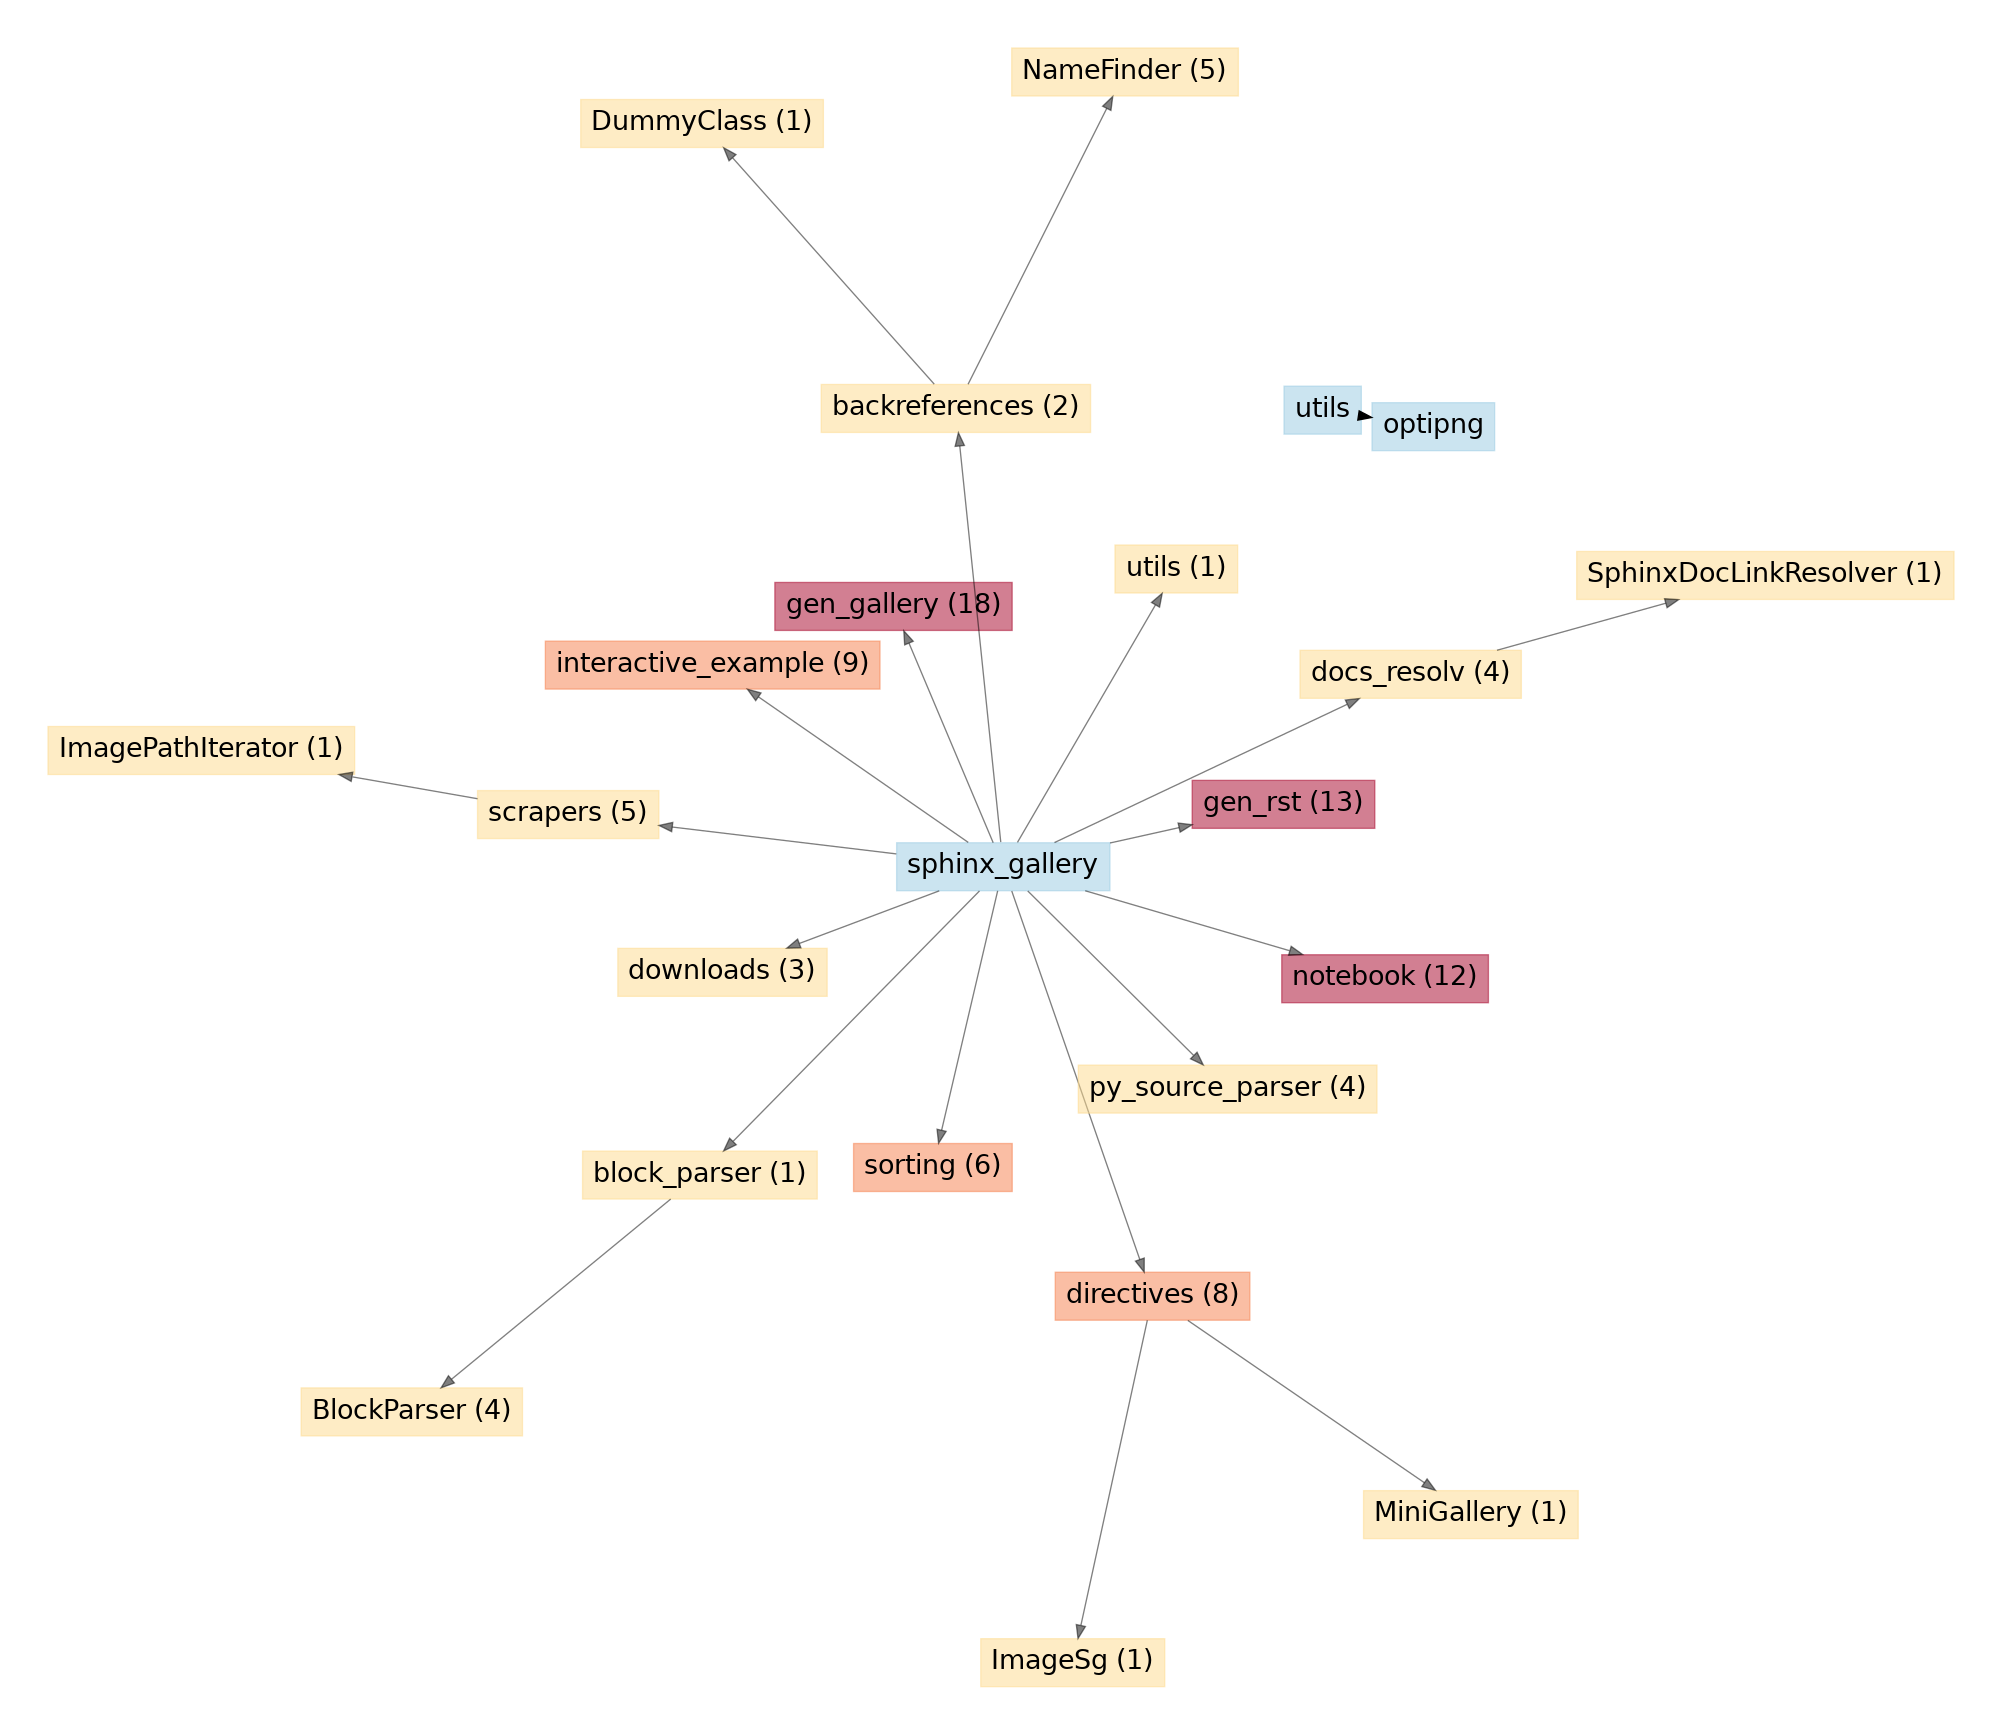 NameFinder (5)
DummyClass (1)
backreferences (2)
utils
optipng
utils (1)
SphinxDocLinkResolver (1)
gen_gallery (18)
interactive_example (9)
docs_resolv (4)
ImagePathIterator (1)
scrapers (5)
gen_rst (13)
sphinx_gallery
downloads (3)
notebook (12)
py_source_parser (4)
block_parser (1)
sorting (6)
directives (8)
BlockParser (4)
MiniGallery (1)
ImageSg (1)